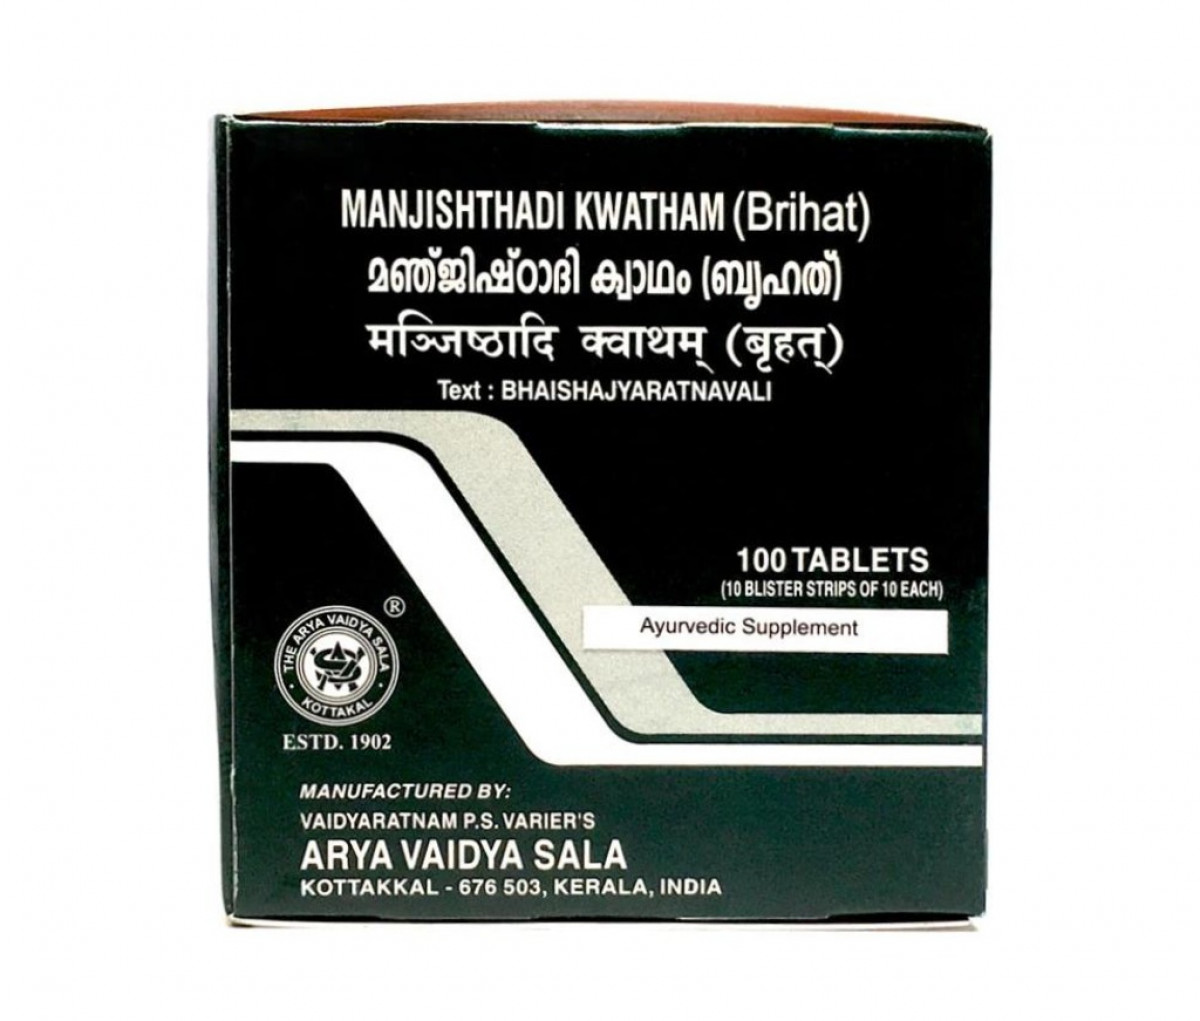 MANJISHTHADI KWATHAM (Brihat)
മഞ്ജിഷ്ഠാദി ക്വാഥം (ബൃഹത്)
मञ्जिष्ठादि क्वाथम् (बृहत्)
Text : BHAISHAJYARATNAVALI
100 TABLETS
(10 BLISTER STRIPS OF 10 EACH)
Ayurvedic Supplement
®
THE ARYA VAIDYA SALA
KOTTAKAL
ESTD. 1902
MANUFACTURED BY:
VAIDYARATNAM P.S. VARIER'S
ARYA VAIDYA SALA
KOTTAKKAL - 676 503, KERALA, INDIA